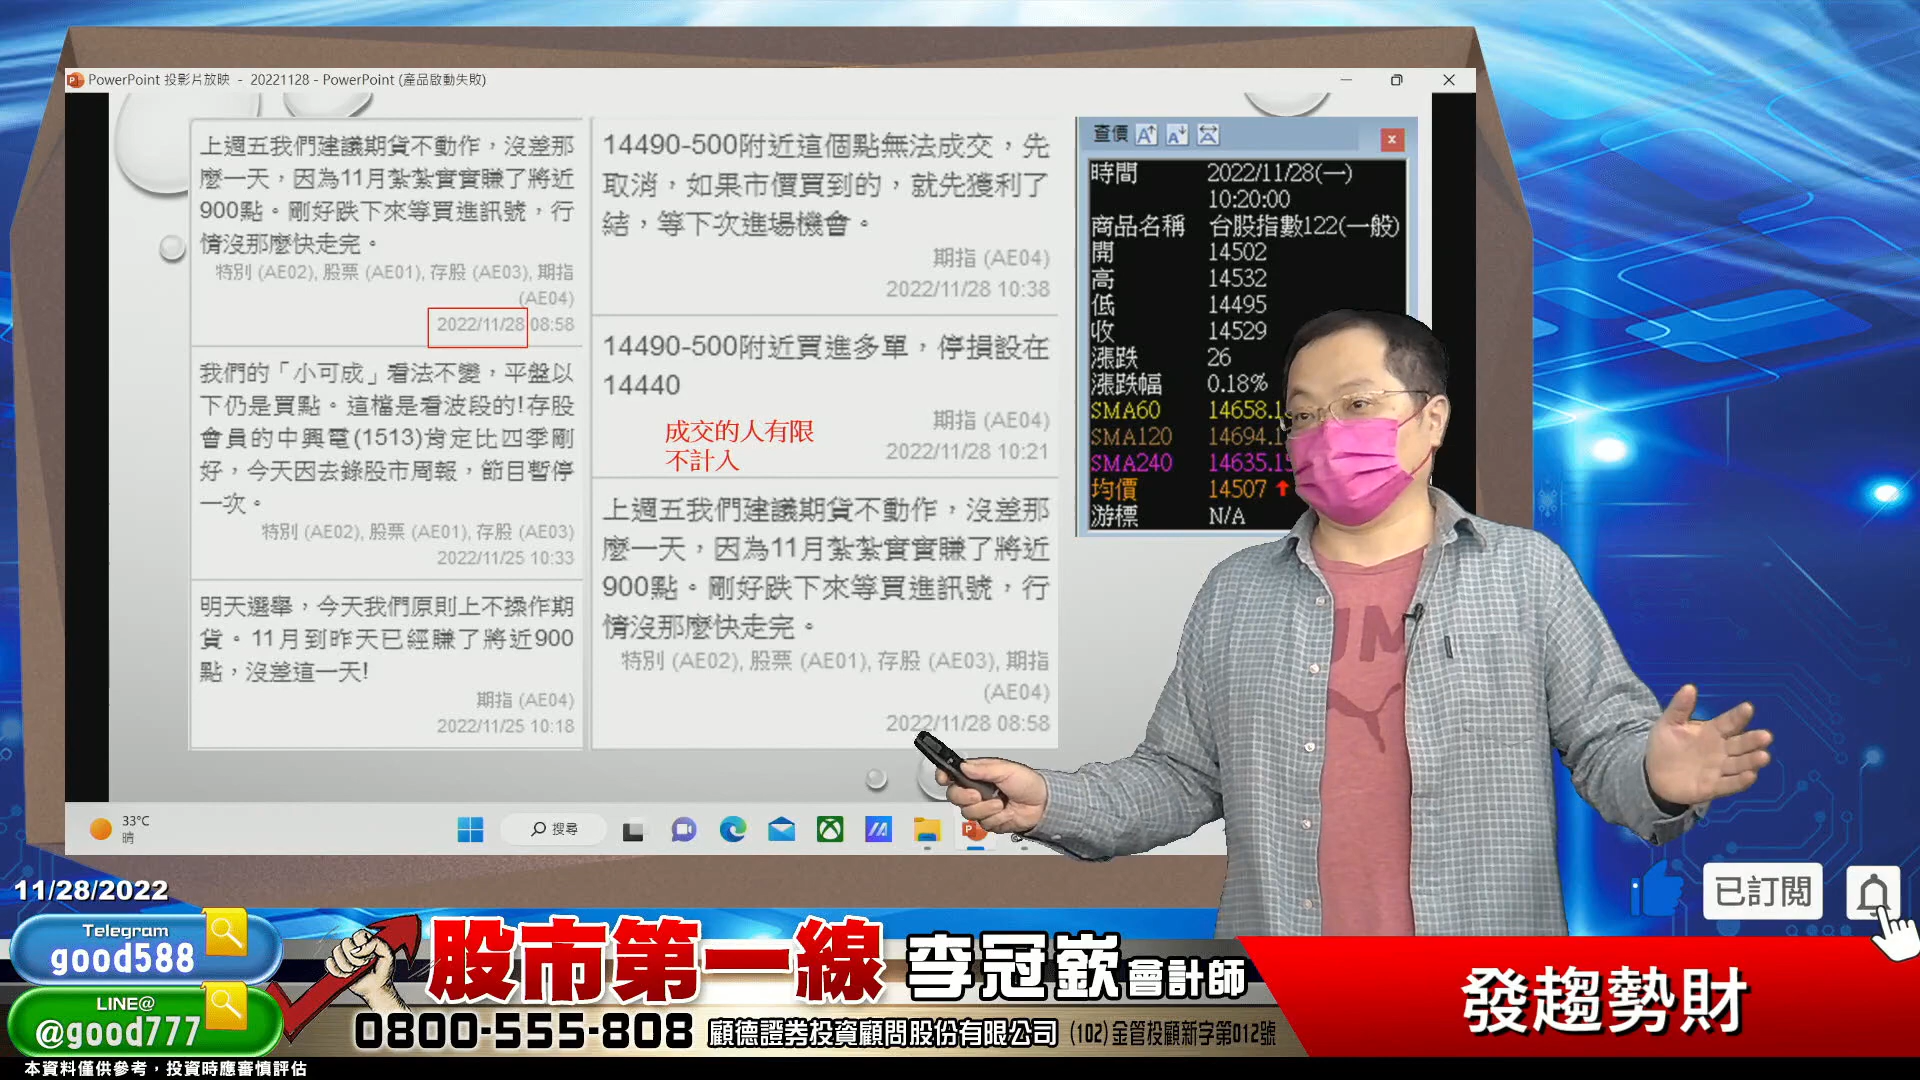 PowerPoint 投影片放映 - 20221128 - PowerPoint (產品啟動失敗)
上週五我們建議期貨不動作，沒差那
麼一天，因為11月紮紮實實賺了將近
900點。剛好跌下來等買進訊號，行
情沒那麼快走完。
特別 (AE02), 股票 (AE01), 存股 (AE03), 期指
(AE04)
2022/11/28 08:58
我們的「小可成」看法不變，平盤以
下仍是買點。這檔是看波段的!存股
會員的中興電(1513)肯定比四季剛
好，今天因去錄股市周報，節目暫停
一次。
特別 (AE02), 股票 (AE01), 存股 (AE03)
2022/11/25 10:33
明天選舉，今天我們原則上不操作期
貨。11月到昨天已經賺了將近900
點，沒差這一天!
期指 (AE04)
2022/11/25 10:18
14490-500附近這個點無法成交，先
取消，如果市價買到的，就先獲利了
結，等下次進場機會。
期指 (AE04)
2022/11/28 10:38
14490-500附近買進多單，停損設在
14440
期指 (AE04)
2022/11/28 10:21
成交的人有限
不計入
上週五我們建議期貨不動作，沒差那
麼一天，因為11月紮紮實實賺了將近
900點。剛好跌下來等買進訊號，行
情沒那麼快走完。
特別 (AE02), 股票 (AE01), 存股 (AE03), 期指
(AE04)
2022/11/28 08:58
查價
時間 2022/11/28(一)
10:20:00
商品名稱 台股指數122(一般)
開 14502
高 14532
低 14495
收 14529
漲跌 26
漲跌幅 0.18%
SMA60 14658.1
SMA120 14694.1
SMA240 14635.15
均價 14507
游標 N/A
33°C
晴
搜尋
11/28/2022
Telegram
good588
LINE@
@good777
股市第一線 李冠嶔會計師
0800-555-808 顧德證券投資顧問股份有限公司 (102)金管投顧新字第012號
已訂閱
發趨勢財
本資料僅供參考，投資時應審慎評估